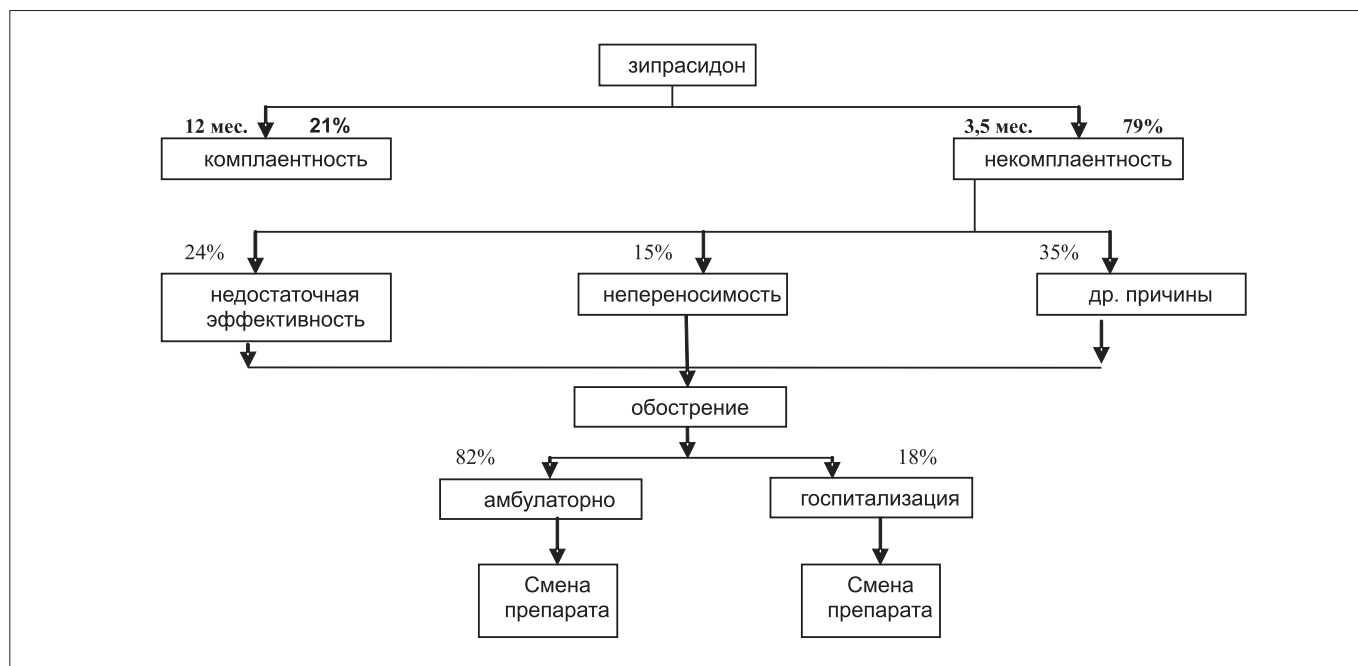 зипрасидон
12 мес. 21%
комплаентность
3,5 мес. 79%
некомплаентность
24%
недостаточная
эффективность
15%
непереносимость
35%
др. причины
обострение
82%
амбулаторно
18%
госпитализация
Смена
препарата
Смена
препарата